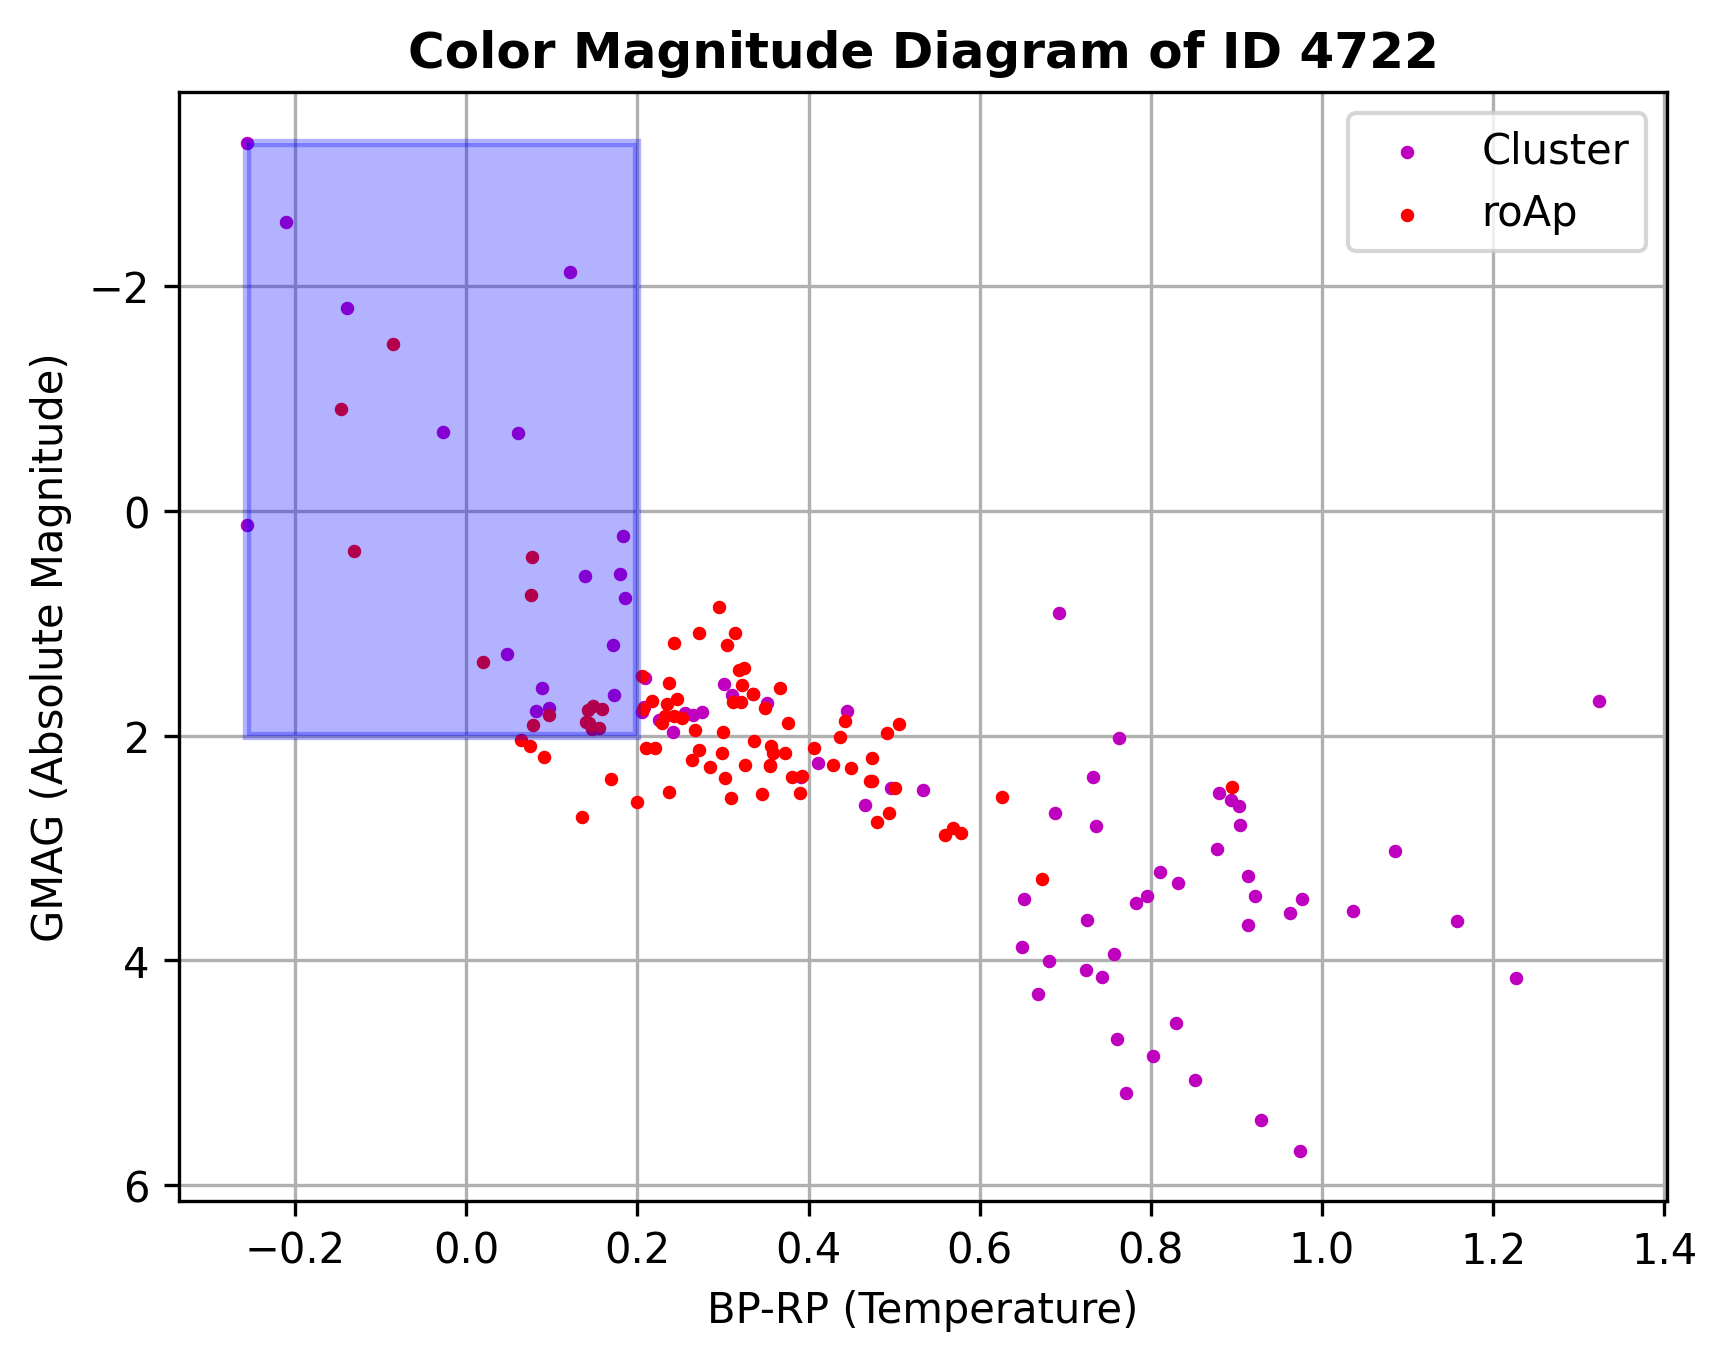 Color Magnitude Diagram of ID 4722
Cluster
roAp
GMAG (Absolute Magnitude)
−2
0
2
4
6
−0.2 0.0 0.2 0.4 0.6 0.8 1.0 1.2 1.4
BP-RP (Temperature)